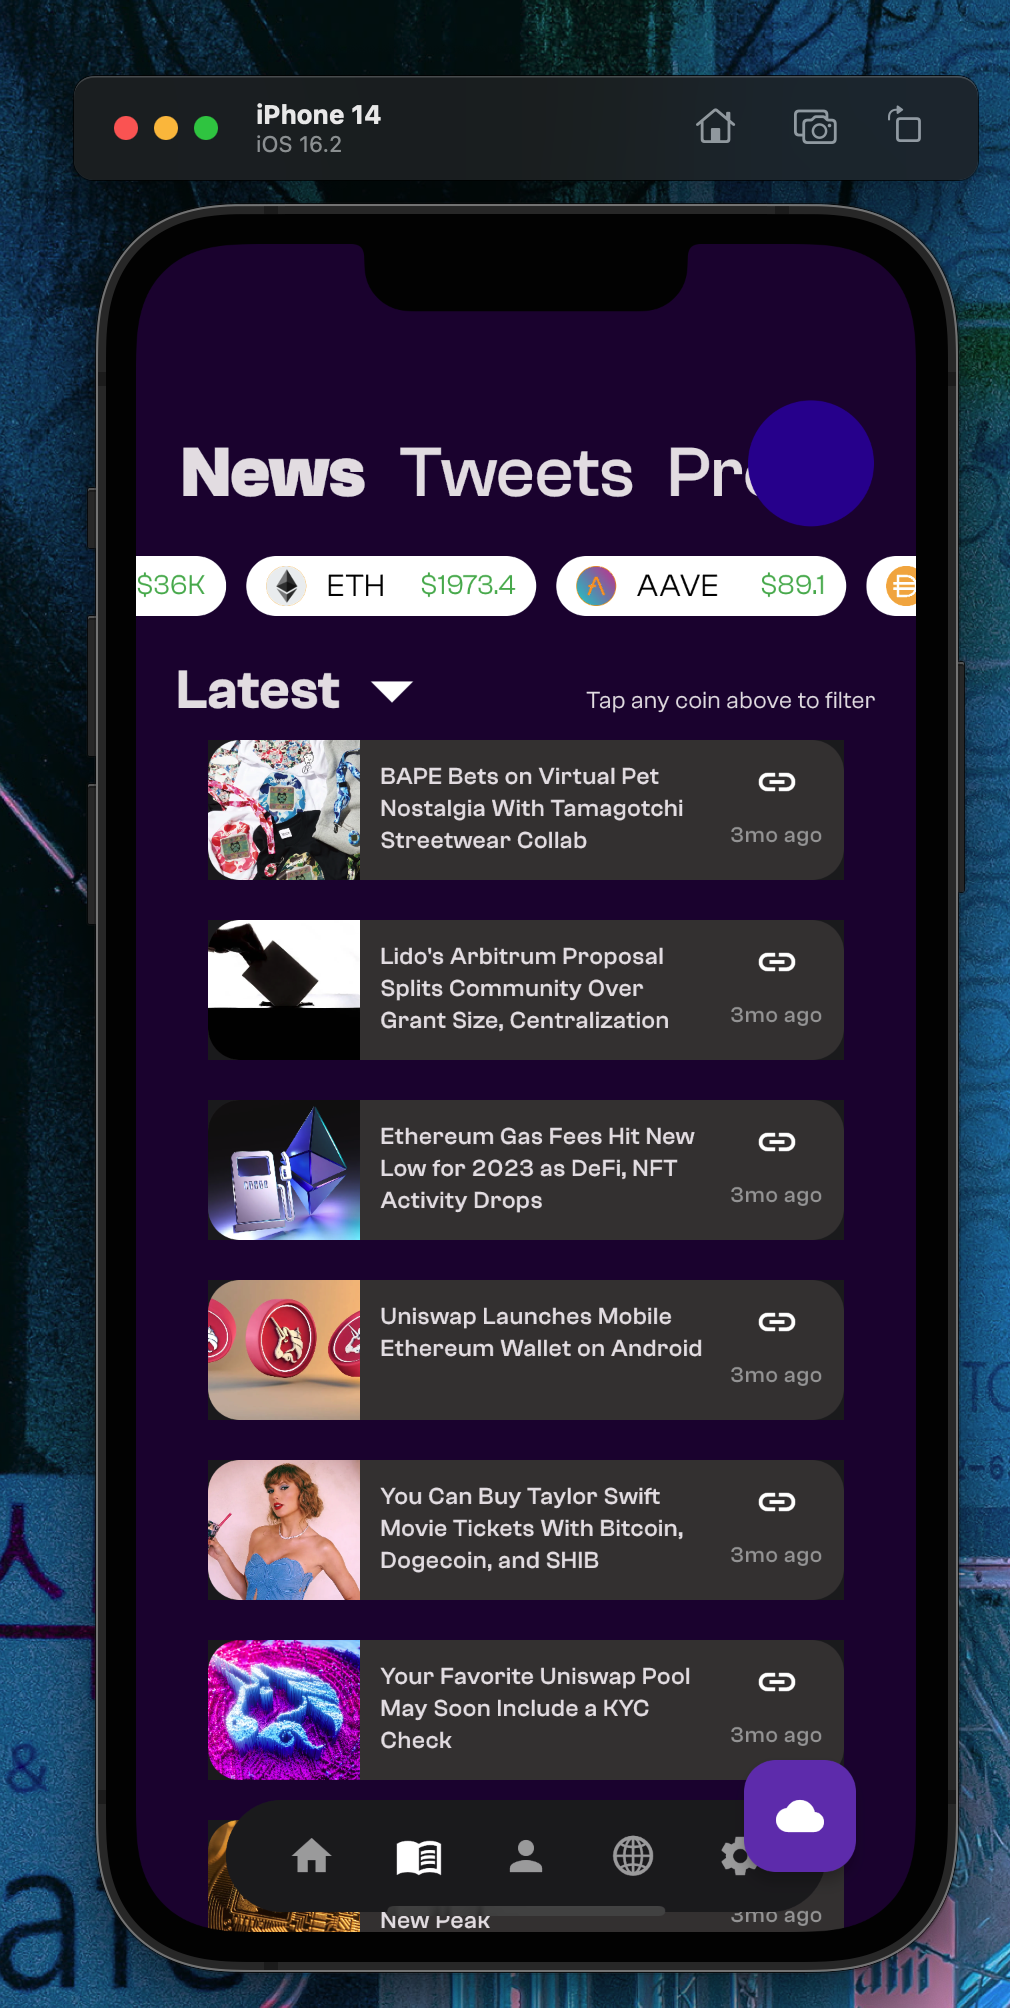 iPhone 14
iOS 16.2
News Tweets Pr
$36K ETH $1973.4 AAVE $89.1
Latest Tap any coin above to filter
BAPE Bets on Virtual Pet
Nostalgia With Tamagotchi
Streetwear Collab
3mo ago
Lido's Arbitrum Proposal
Splits Community Over
Grant Size, Centralization
3mo ago
Ethereum Gas Fees Hit New
Low for 2023 as DeFi, NFT
Activity Drops
3mo ago
Uniswap Launches Mobile
Ethereum Wallet on Android
3mo ago
You Can Buy Taylor Swift
Movie Tickets With Bitcoin,
Dogecoin, and SHIB
3mo ago
Your Favorite Uniswap Pool
May Soon Include a KYC
Check
3mo ago
New Peak
3mo ago
&